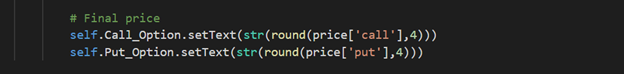 # Final price
self.Call_Option.setText(str(round(price['call'],4)))
self.Put_Option.setText(str(round(price['put'],4)))